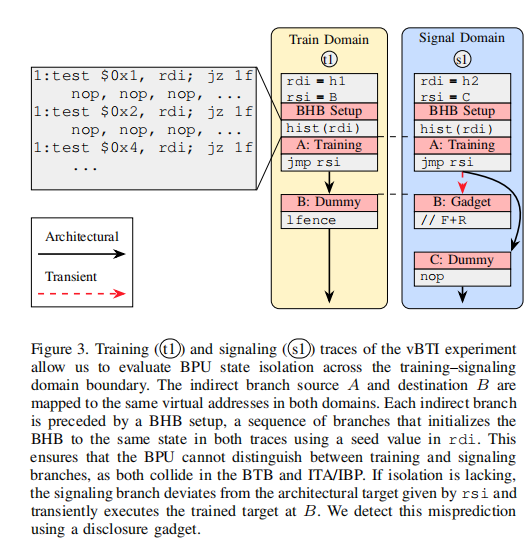 Train Domain
t1
rdi = h1
rsi = B
BHB Setup
hist(rdi)
A: Training
jmp rsi
B: Dummy
lfence
Signal Domain
s1
rdi = h2
rsi = C
BHB Setup
hist(rdi)
A: Training
jmp rsi
B: Gadget
// F+R
C: Dummy
nop
1:test $0x1, rdi; jz 1f
nop, nop, nop, ...
1:test $0x2, rdi; jz 1f
nop, nop, nop, ...
1:test $0x4, rdi; jz 1f
...
Architectural
Transient
Figure 3. Training (t1) and signaling (s1) traces of the vBTI experiment
allow us to evaluate BPU state isolation across the training–signaling
domain boundary. The indirect branch source A and destination B are
mapped to the same virtual addresses in both domains. Each indirect branch
is preceded by a BHB setup, a sequence of branches that initializes the
BHB to the same state in both traces using a seed value in rdi. This
ensures that the BPU cannot distinguish between training and signaling
branches, as both collide in the BTB and ITA/IBP. If isolation is lacking,
the signaling branch deviates from the architectural target given by rsi and
transiently executes the trained target at B. We detect this misprediction
using a disclosure gadget.